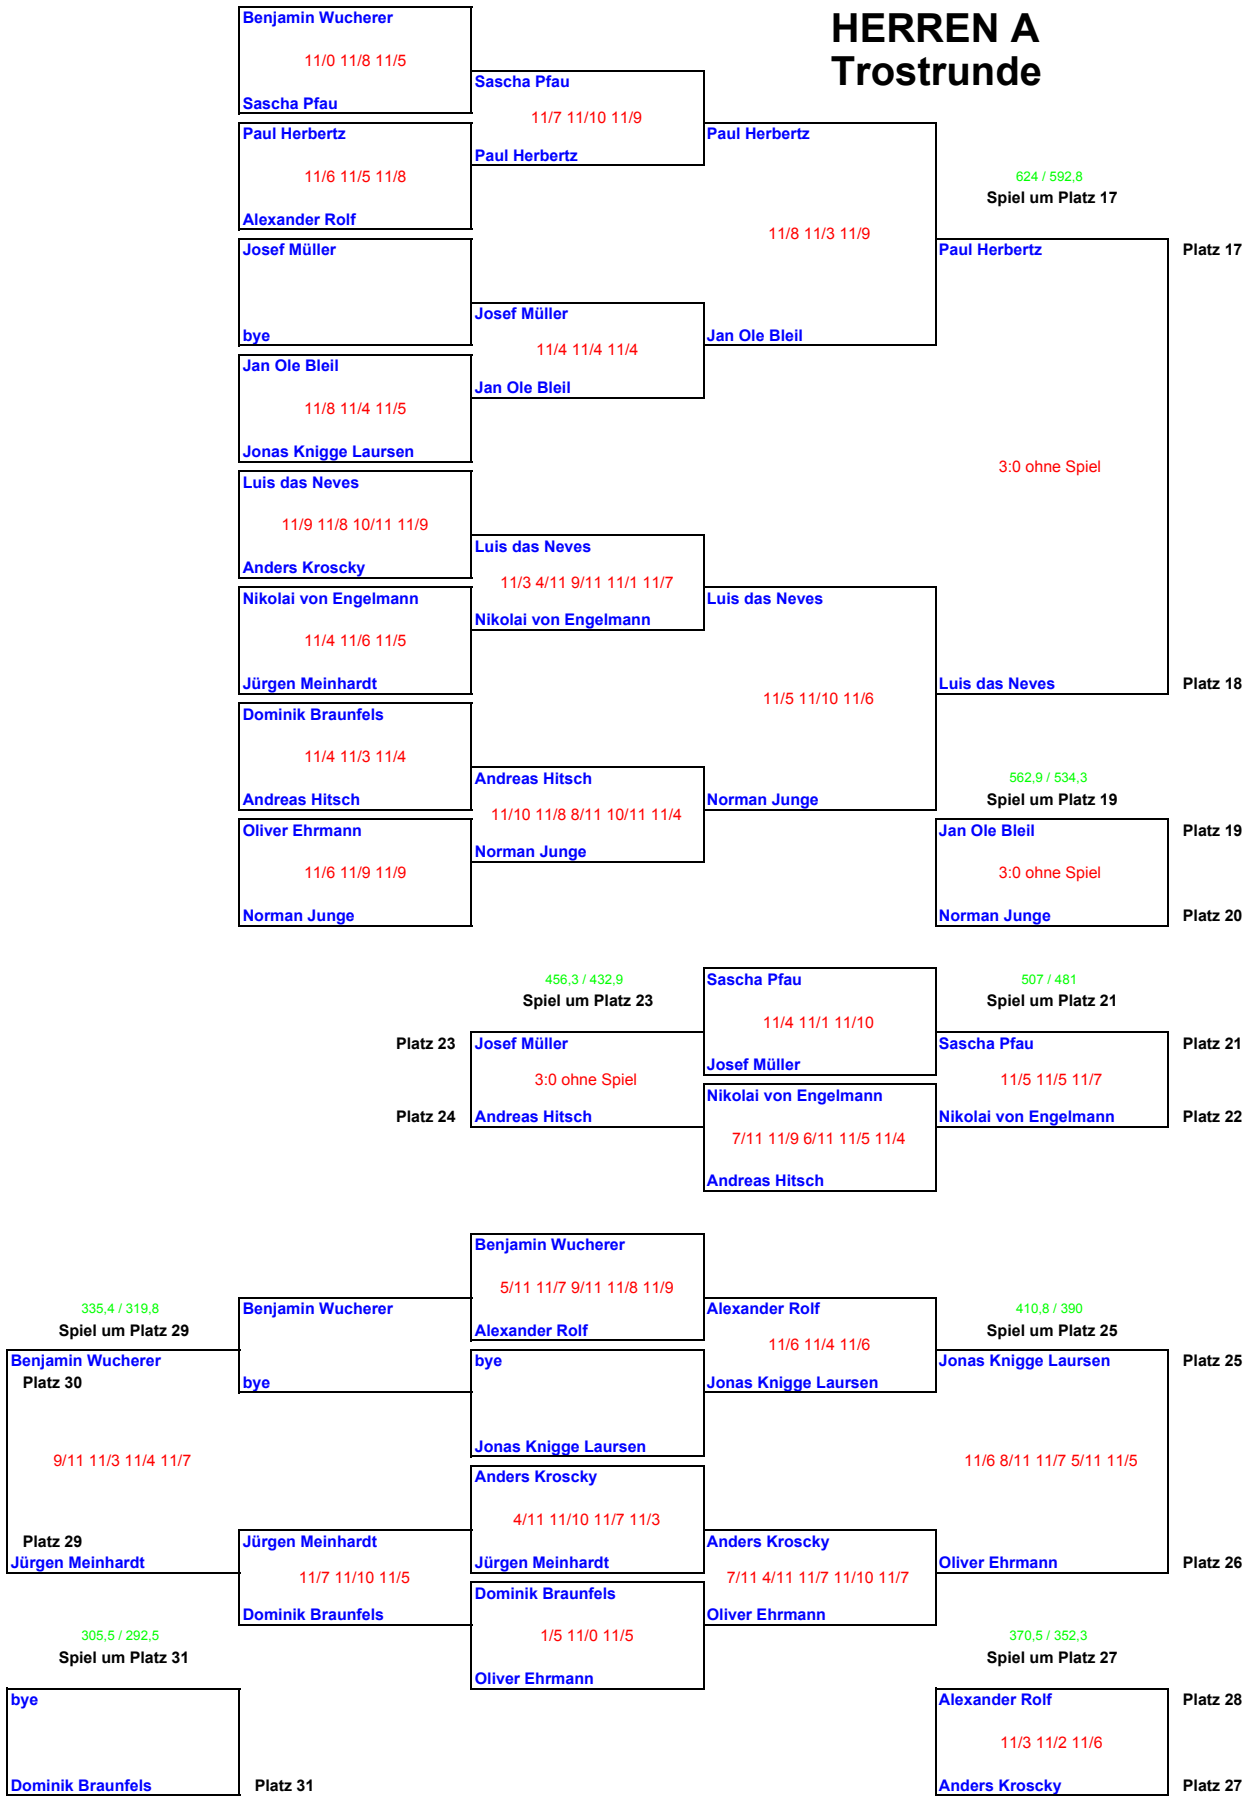 HERREN A
Trostrunde
Benjamin Wucherer
11/0 11/8 11/5
Sascha Pfau
Sascha Pfau
11/7 11/10 11/9
Paul Herbertz
Paul Herbertz
11/6 11/5 11/8
Alexander Rolf
Paul Herbertz
624 / 592,8
Spiel um Platz 17
11/8 11/3 11/9
Josef Müller
bye
Paul Herbertz
Platz 17
Josef Müller
11/4 11/4 11/4
Jan Ole Bleil
Jan Ole Bleil
Jan Ole Bleil
11/8 11/4 11/5
Jonas Knigge Laursen
3:0 ohne Spiel
Luis das Neves
11/9 11/8 10/11 11/9
Anders Kroscky
Luis das Neves
11/3 4/11 9/11 11/1 11/7
Nikolai von Engelmann
Nikolai von Engelmann
11/4 11/6 11/5
Jürgen Meinhardt
Luis das Neves
11/5 11/10 11/6
Luis das Neves
Platz 18
Dominik Braunfels
11/4 11/3 11/4
Andreas Hitsch
Andreas Hitsch
11/10 11/8 8/11 10/11 11/4
Norman Junge
Norman Junge
562,9 / 534,3
Spiel um Platz 19
Oliver Ehrmann
11/6 11/9 11/9
Norman Junge
Jan Ole Bleil
Platz 19
3:0 ohne Spiel
Norman Junge
Platz 20
456,3 / 432,9
Spiel um Platz 23
Sascha Pfau
11/4 11/1 11/10
Josef Müller
507 / 481
Spiel um Platz 21
Platz 23
Josef Müller
3:0 ohne Spiel
Platz 24
Andreas Hitsch
Nikolai von Engelmann
7/11 11/9 6/11 11/5 11/4
Andreas Hitsch
Sascha Pfau
Platz 21
11/5 11/5 11/7
Nikolai von Engelmann
Platz 22
Benjamin Wucherer
5/11 11/7 9/11 11/8 11/9
Alexander Rolf
335,4 / 319,8
Spiel um Platz 29
Benjamin Wucherer
bye
Alexander Rolf
11/6 11/4 11/6
Jonas Knigge Laursen
410,8 / 390
Spiel um Platz 25
Benjamin Wucherer
Platz 30
bye
Jonas Knigge Laursen
Jonas Knigge Laursen
Platz 25
9/11 11/3 11/4 11/7
11/6 8/11 11/7 5/11 11/5
Anders Kroscky
4/11 11/10 11/7 11/3
Jürgen Meinhardt
Platz 29
Jürgen Meinhardt
Jürgen Meinhardt
11/7 11/10 11/5
Dominik Braunfels
Anders Kroscky
7/11 4/11 11/7 11/10 11/7
Oliver Ehrmann
Oliver Ehrmann
Platz 26
Dominik Braunfels
1/5 11/0 11/5
Oliver Ehrmann
305,5 / 292,5
Spiel um Platz 31
370,5 / 352,3
Spiel um Platz 27
bye
Dominik Braunfels
Platz 31
Alexander Rolf
Platz 28
11/3 11/2 11/6
Anders Kroscky
Platz 27